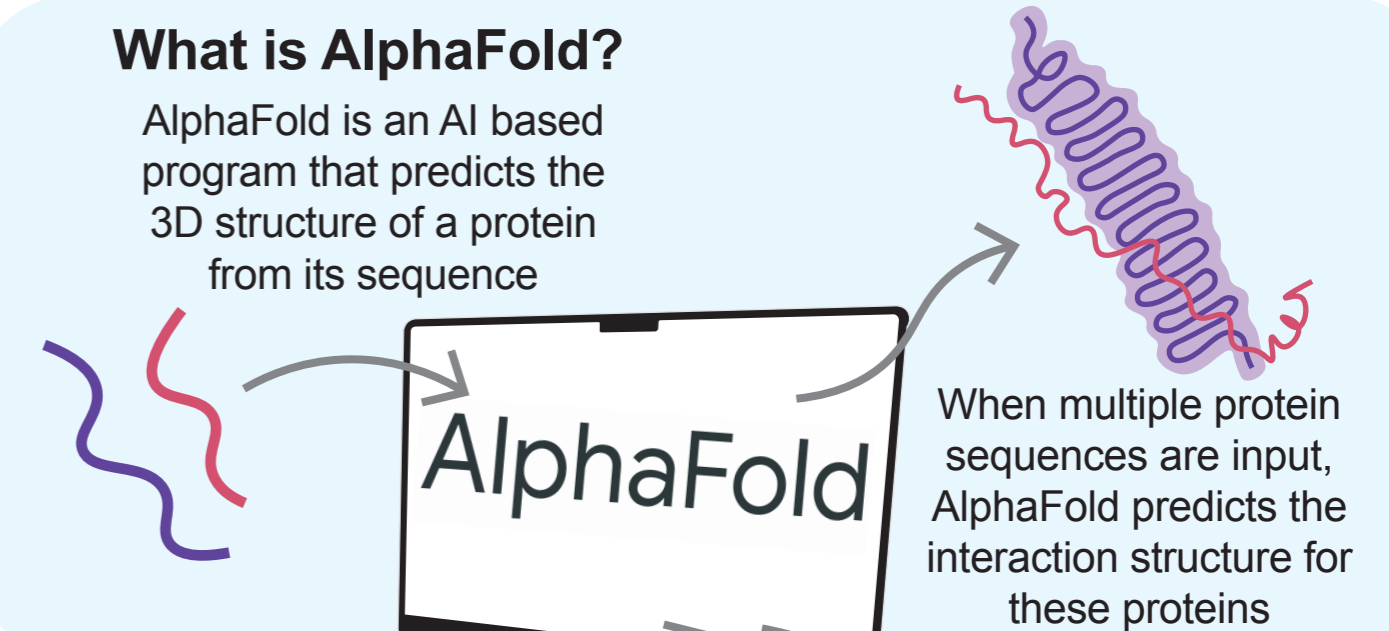 What is AlphaFold?
AlphaFold is an AI based
program that predicts the
3D structure of a protein
from its sequence
AlphaFold
When multiple protein
sequences are input,
AlphaFold predicts the
interaction structure for
these proteins